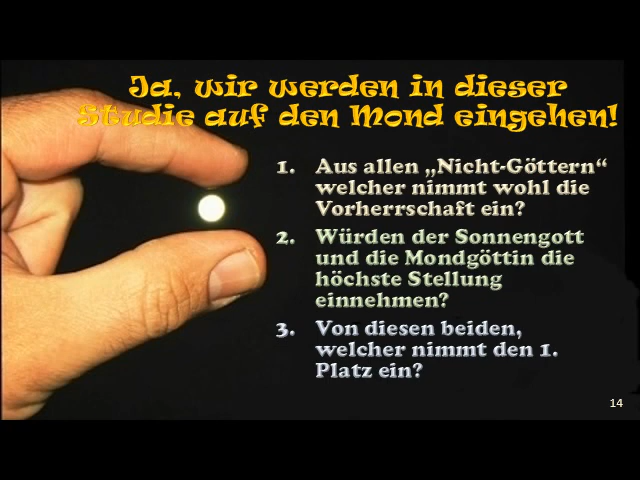 Ja, wir werden in dieser
Studie auf den Mond eingehen!
1. Aus allen „Nicht-Göttern“
welcher nimmt wohl die
Vorherrschaft ein?
2. Würden der Sonnengott
und die Mondgöttin die
höchste Stellung
einnehmen?
3. Von diesen beiden,
welcher nimmt den 1.
Platz ein?
14